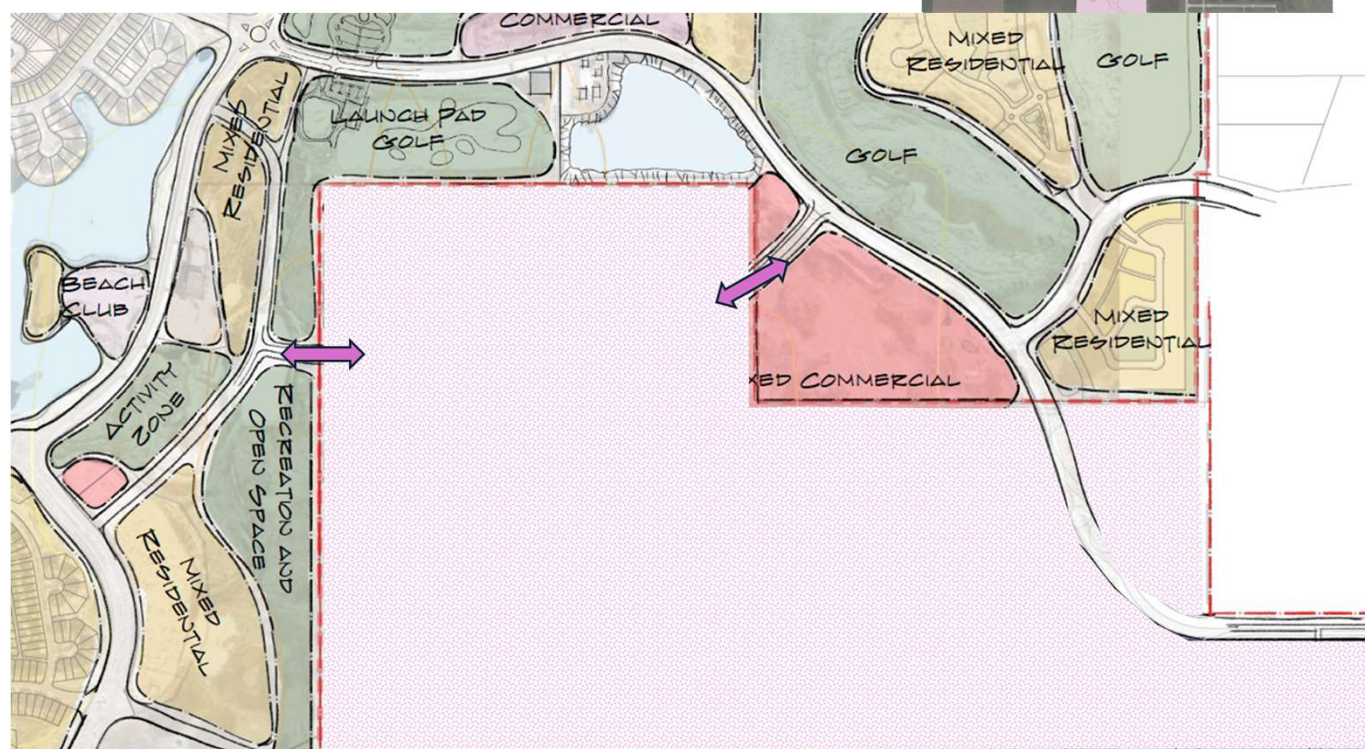 COMMERCIAL
MIXED
RESIDENTIAL
GOLF
MIXED
RESIDENTIAL
LAUNCH PAD
GOLF
GOLF
BEACH
CLUB
MIXED
RESIDENTIAL
XED COMMERCIAL
ACTIVITY
ZONE
RECREATION AND
OPEN SPACE
MIXED
RESIDENTIAL